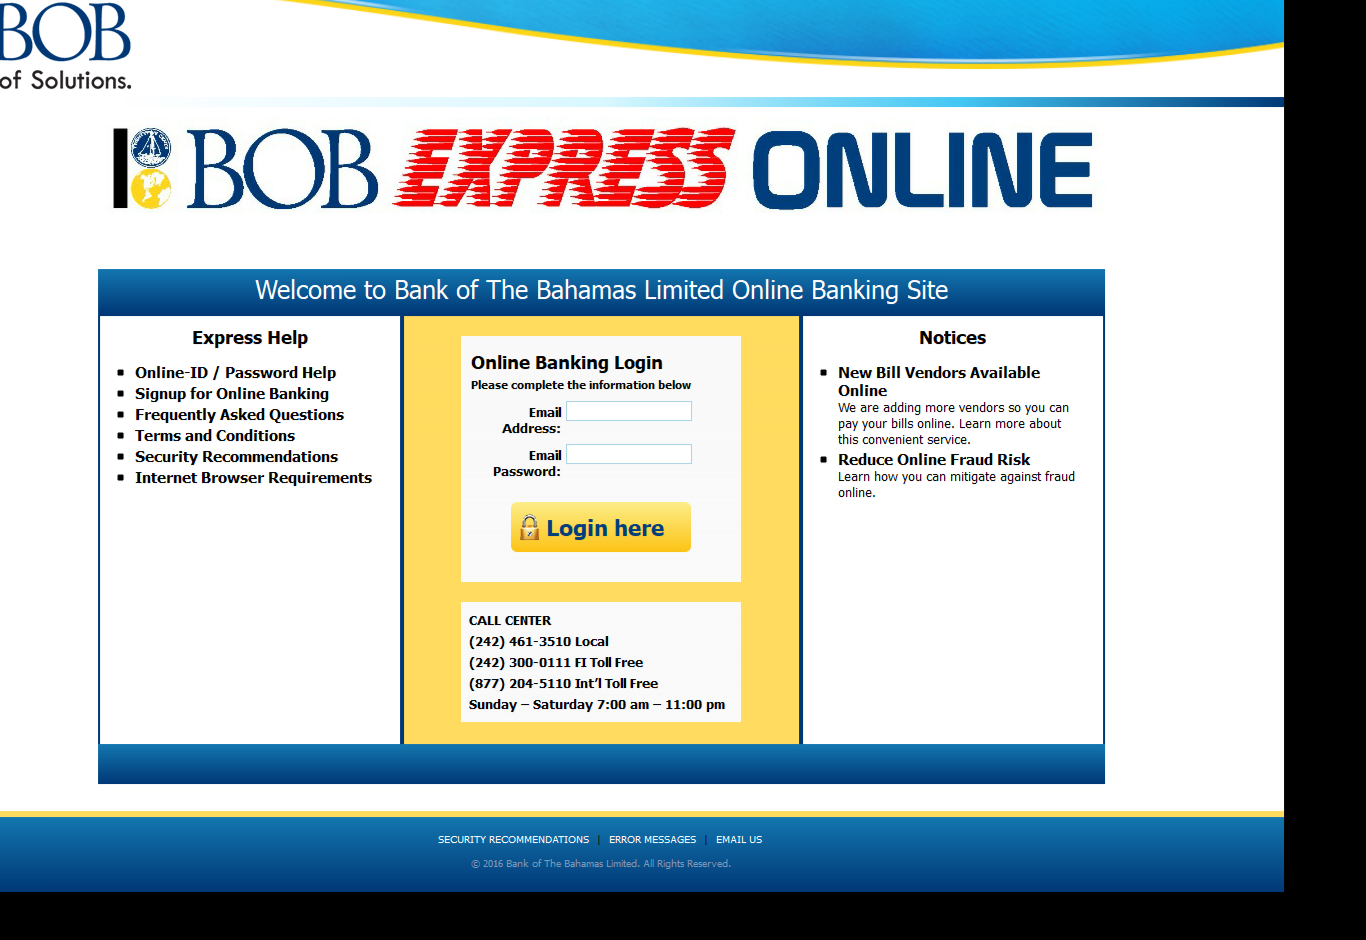 BOB
of Solutions.
BOB EXPRESS ONLINE
Welcome to Bank of The Bahamas Limited Online Banking Site
Express Help
Online-ID / Password Help
Signup for Online Banking
Frequently Asked Questions
Terms and Conditions
Security Recommendations
Internet Browser Requirements
Online Banking Login
Please complete the information below
Email
Address:
Email
Password:
Login here
CALL CENTER
(242) 461-3510 Local
(242) 300-0111 FI Toll Free
(877) 204-5110 Int’l Toll Free
Sunday – Saturday 7:00 am – 11:00 pm
Notices
New Bill Vendors Available
Online
We are adding more vendors so you can
pay your bills online. Learn more about
this convenient service.
Reduce Online Fraud Risk
Learn how you can mitigate against fraud
online.
SECURITY RECOMMENDATIONS | ERROR MESSAGES | EMAIL US
© 2016 Bank of The Bahamas Limited. All Rights Reserved.